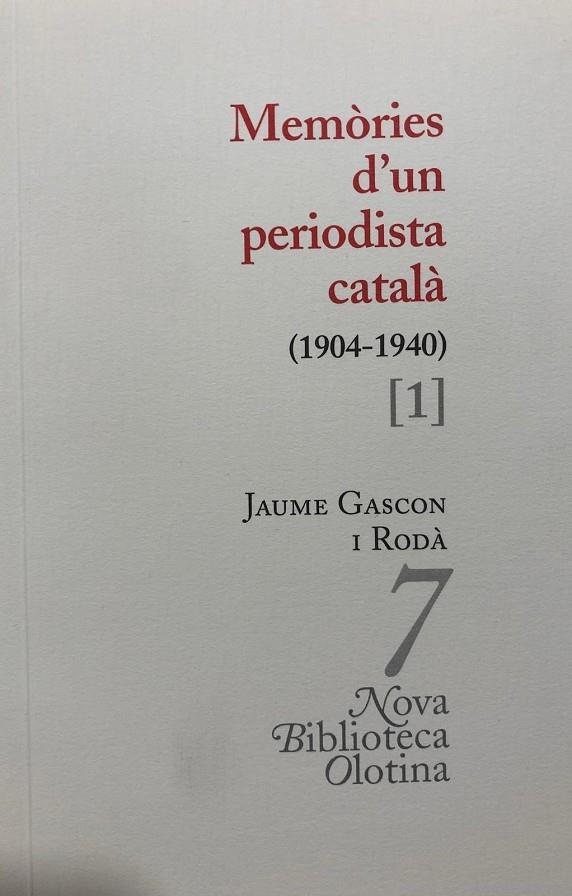 Memòries
d’un
periodista
català
(1904-1940)
[1]
Jaume Gascon
i Rodà
7
Nova
Biblioteca
Olotina